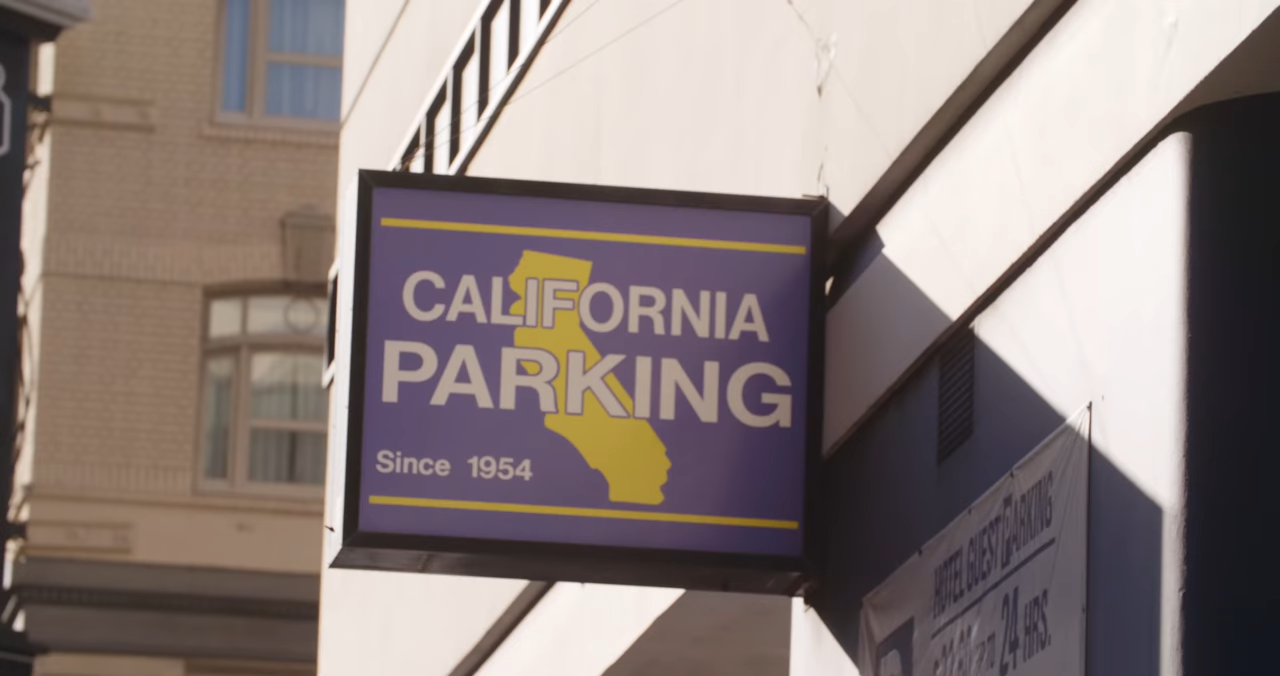 CALIFORNIA
PARKING
Since 1954
HOTEL GUEST PARKING
24 HRS.